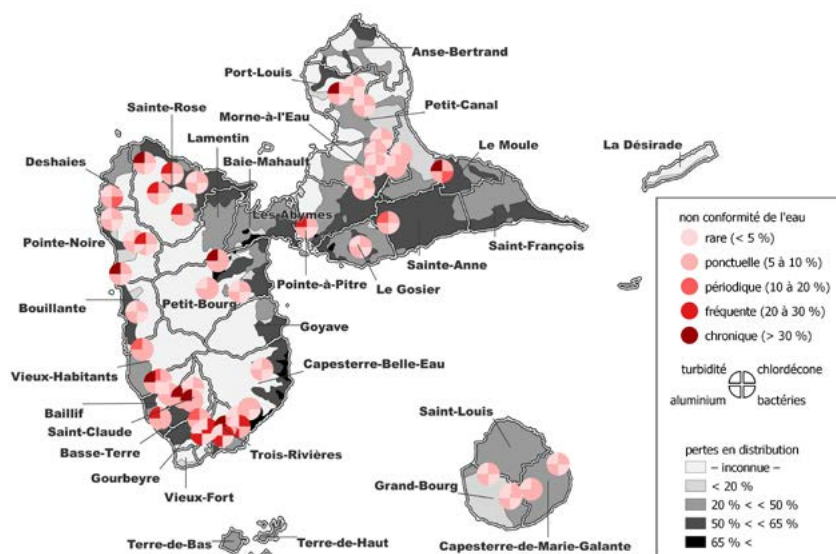 Anse-Bertrand
Port-Louis
Sainte-Rose
Petit-Canal
Morne-à-l'Eau
Lamentin
Le Moule
La Désirade
Deshaies
Baie-Mahault
Les Abymes
Pointe-Noire
Saint-François
Sainte-Anne
Pointe-à-Pitre
Le Gosier
Bouillante
Petit-Bourg
Goyave
Vieux-Habitants
Capesterre-Belle-Eau
Baillif
Saint-Claude
Basse-Terre
Trois-Rivières
Gourbeyre
Vieux-Fort
Saint-Louis
Grand-Bourg
Terre-de-Bas
Terre-de-Haut
Capesterre-de-Marie-Galante
non conformité de l'eau
rare (< 5 %)
ponctuelle (5 à 10 %)
périodique (10 à 20 %)
fréquente (20 à 30 %)
chronique (> 30 %)
turbidité chlordécone
aluminium bactéries
pertes en distribution
– inconnue –
< 20 %
20 % < < 50 %
50 % < < 65 %
65 % <